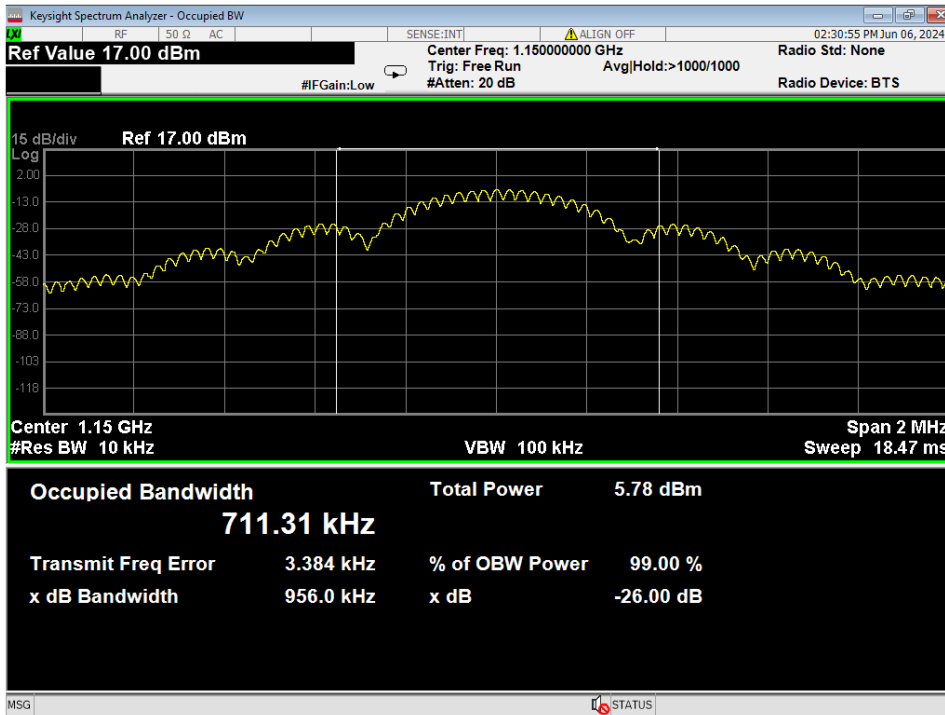 Keysight Spectrum Analyzer - Occupied BW
LXI RF 50 Ω AC SENSE:INT ALIGN OFF 02:30:55 PM Jun 06, 2024
Ref Value 17.00 dBm Center Freq: 1.150000000 GHz Radio Std: None
Trig: Free Run Avg|Hold:>1000/1000
#IFGain:Low #Atten: 20 dB Radio Device: BTS
15 dB/div Ref 17.00 dBm
Log
2.00
-13.0
-28.0
-43.0
-58.0
-73.0
-88.0
-103
-118
Center 1.15 GHz Span 2 MHz
#Res BW 10 kHz VBW 100 kHz Sweep 18.47 ms
Occupied Bandwidth Total Power 5.78 dBm
711.31 kHz
Transmit Freq Error 3.384 kHz % of OBW Power 99.00 %
x dB Bandwidth 956.0 kHz x dB -26.00 dB
MSG STATUS